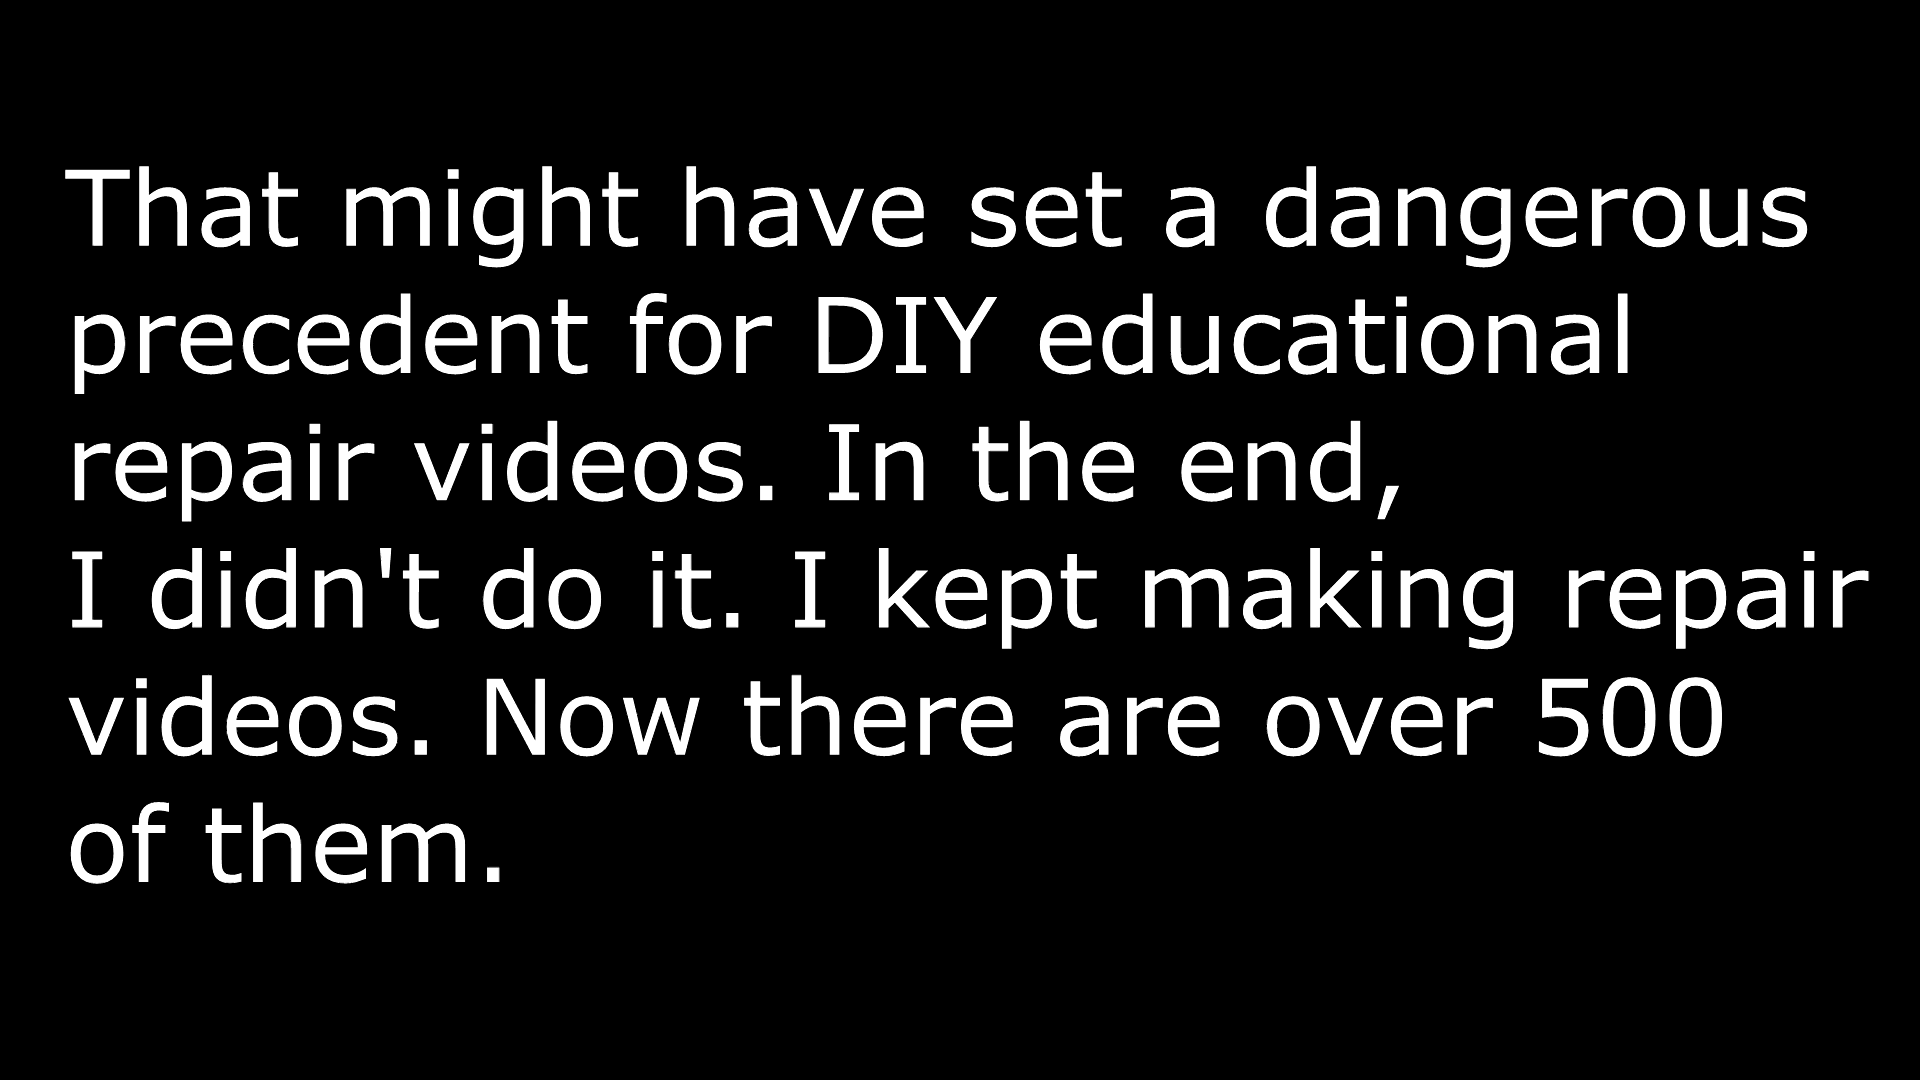 That might have set a dangerous
precedent for DIY educational
repair videos. In the end,
I didn't do it. I kept making repair
videos. Now there are over 500
of them.